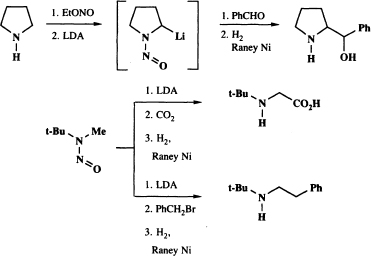 N
H
1. EtONO
2. LDA
N
Li
N
O
1. PhCHO
2. H2
Raney Ni
N
H
Ph
OH
t-Bu
N
Me
N
O
1. LDA
2. CO2
3. H2,
Raney Ni
t-Bu
N
H
CO2H
1. LDA
2. PhCH2Br
3. H2,
Raney Ni
t-Bu
N
H
Ph